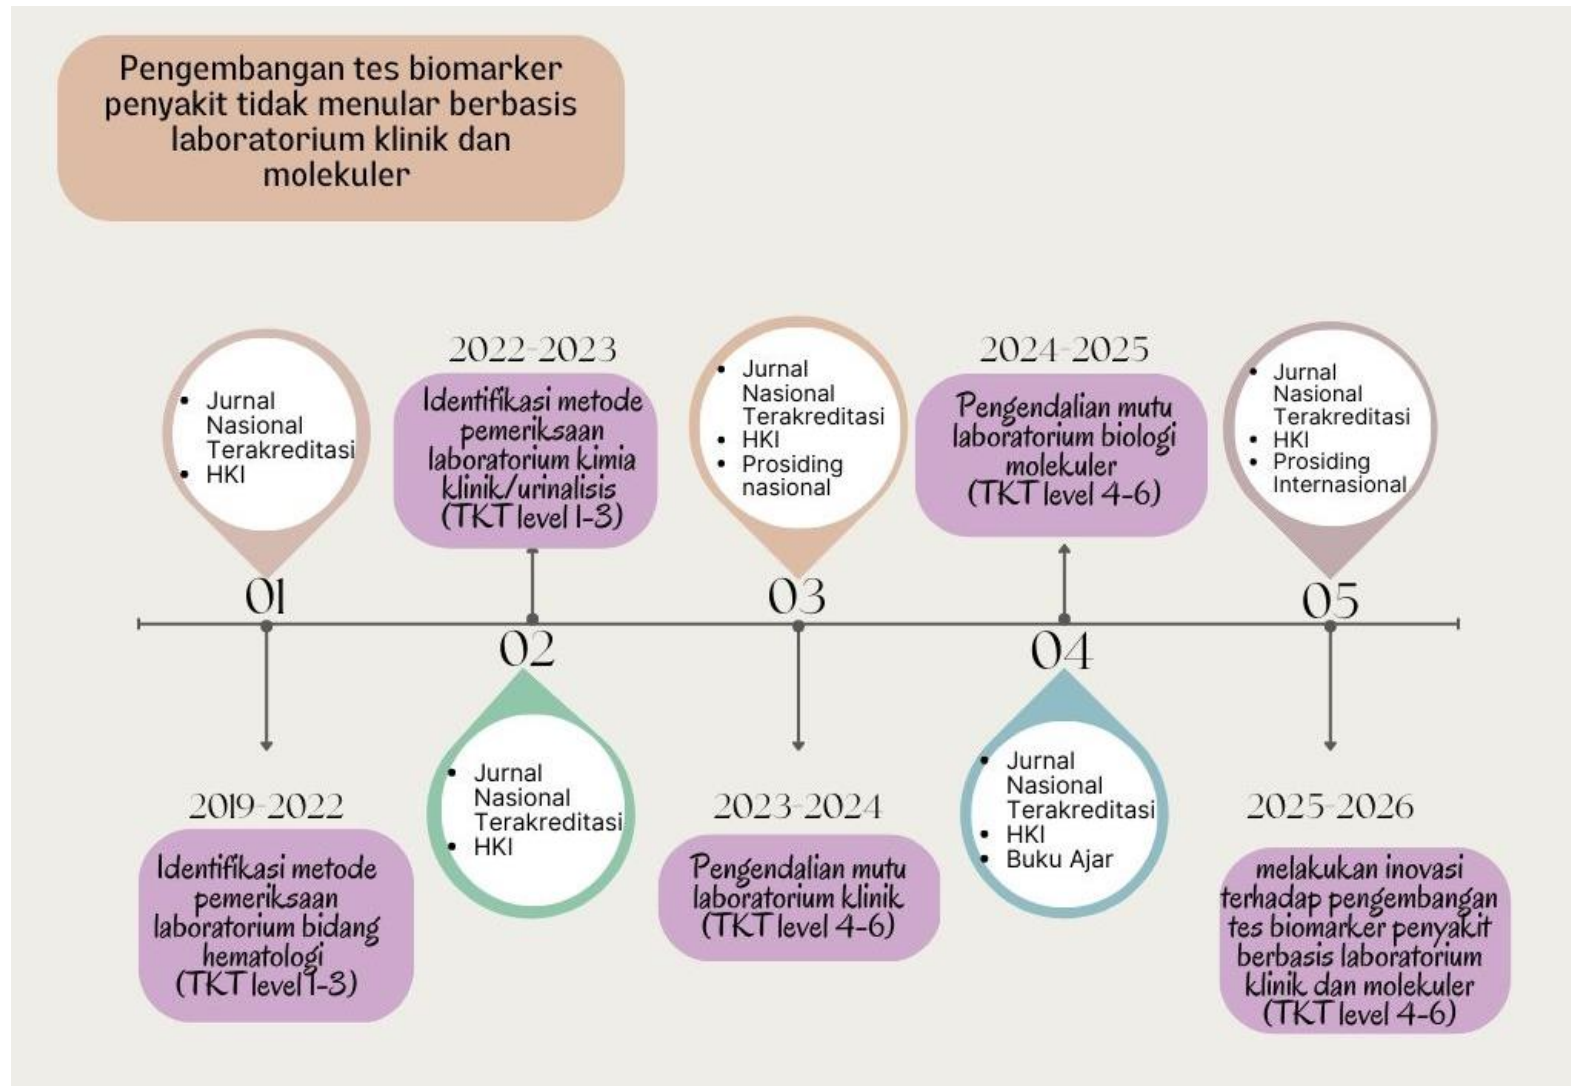 Pengembangan tes biomarker
penyakit tidak menular berbasis
laboratorium klinik dan
molekuler
• Jurnal
Nasional
Terakreditasi
• HKI
01
2019-2022
Identifikasi metode
pemeriksaan
laboratorium bidang
hematologi
(TKT level 1-3)
2022-2023
Identifikasi metode
pemeriksaan
laboratorium kimia
klinik/urinalisis
(TKT level 1-3)
02
• Jurnal
Nasional
Terakreditasi
• HKI
• Jurnal
Nasional
Terakreditasi
• HKI
• Prosiding
nasional
03
2023-2024
Pengendalian mutu
laboratorium klinik
(TKT level 4-6)
2024-2025
Pengendalian mutu
laboratorium biologi
molekuler
(TKT level 4-6)
04
• Jurnal
Nasional
Terakreditasi
• HKI
• Buku Ajar
• Jurnal
Nasional
Terakreditasi
• HKI
• Prosiding
Internasional
05
2025-2026
melakukan inovasi
terhadap pengembangan
tes biomarker penyakit
berbasis laboratorium
klinik dan molekuler
(TKT level 4-6)